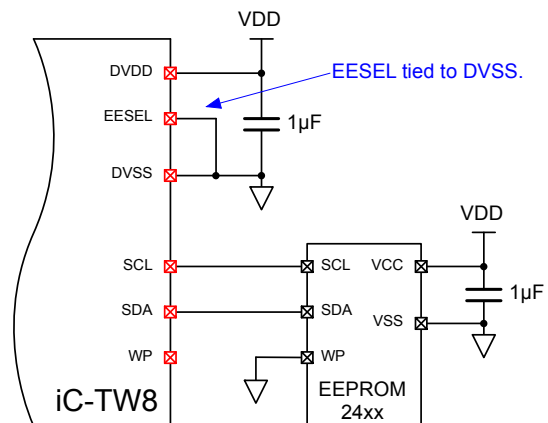 VDD
DVDD
EESEL tied to DVSS.
EESEL
1µF
DVSS
VDD
SCL
SCL
VCC
SDA
SDA
1µF
VSS
WP
WP
iC-TW8
EEPROM
24xx